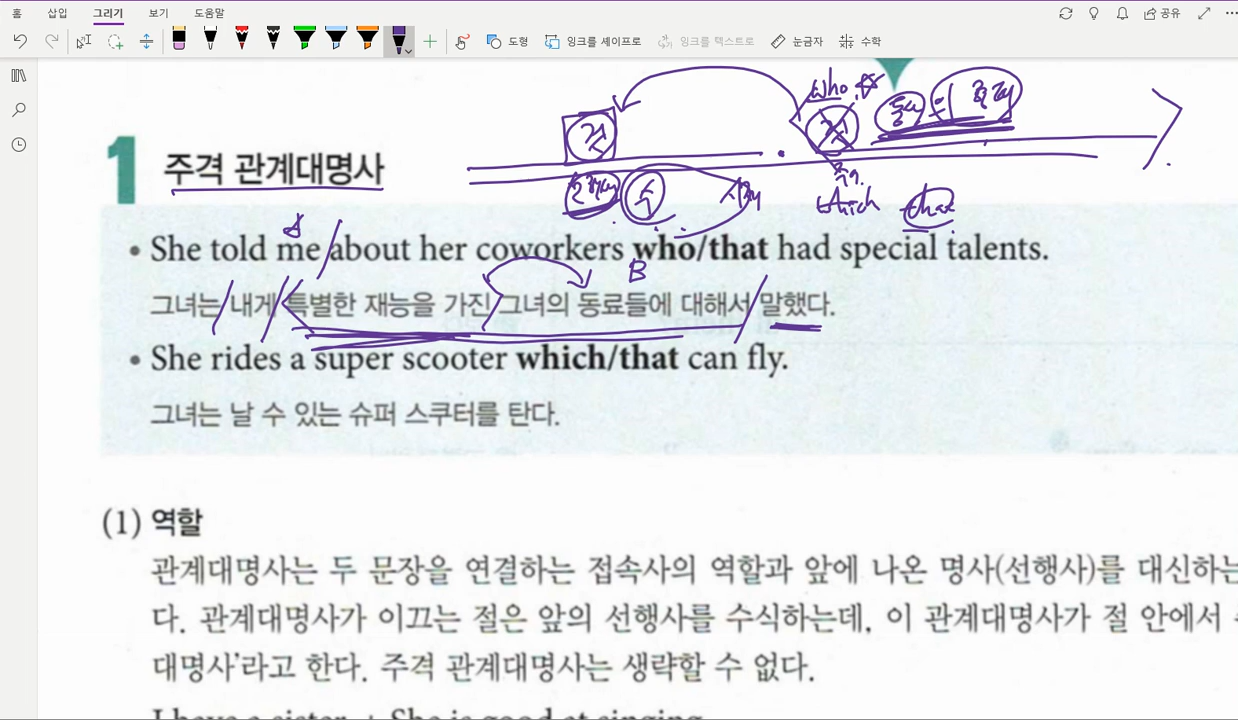 홈 삽입 그리기 보기 도움말 공유
도형 잉크를 셰이프로 잉크를 텍스트로 눈금자 수학
who
which that
1 주격 관계대명사
• She told me about her coworkers who/that had special talents.
B
그녀는 내게 특별한 재능을 가진 그녀의 동료들에 대해서 말했다.
• She rides a super scooter which/that can fly.
그녀는 날 수 있는 슈퍼 스쿠터를 탄다.
(1) 역할
관계대명사는 두 문장을 연결하는 접속사의 역할과 앞에 나온 명사(선행사)를 대신하는
다. 관계대명사가 이끄는 절은 앞의 선행사를 수식하는데, 이 관계대명사가 절 안에서
대명사'라고 한다. 주격 관계대명사는 생략할 수 없다.
I have a sister. + She is good at singing.